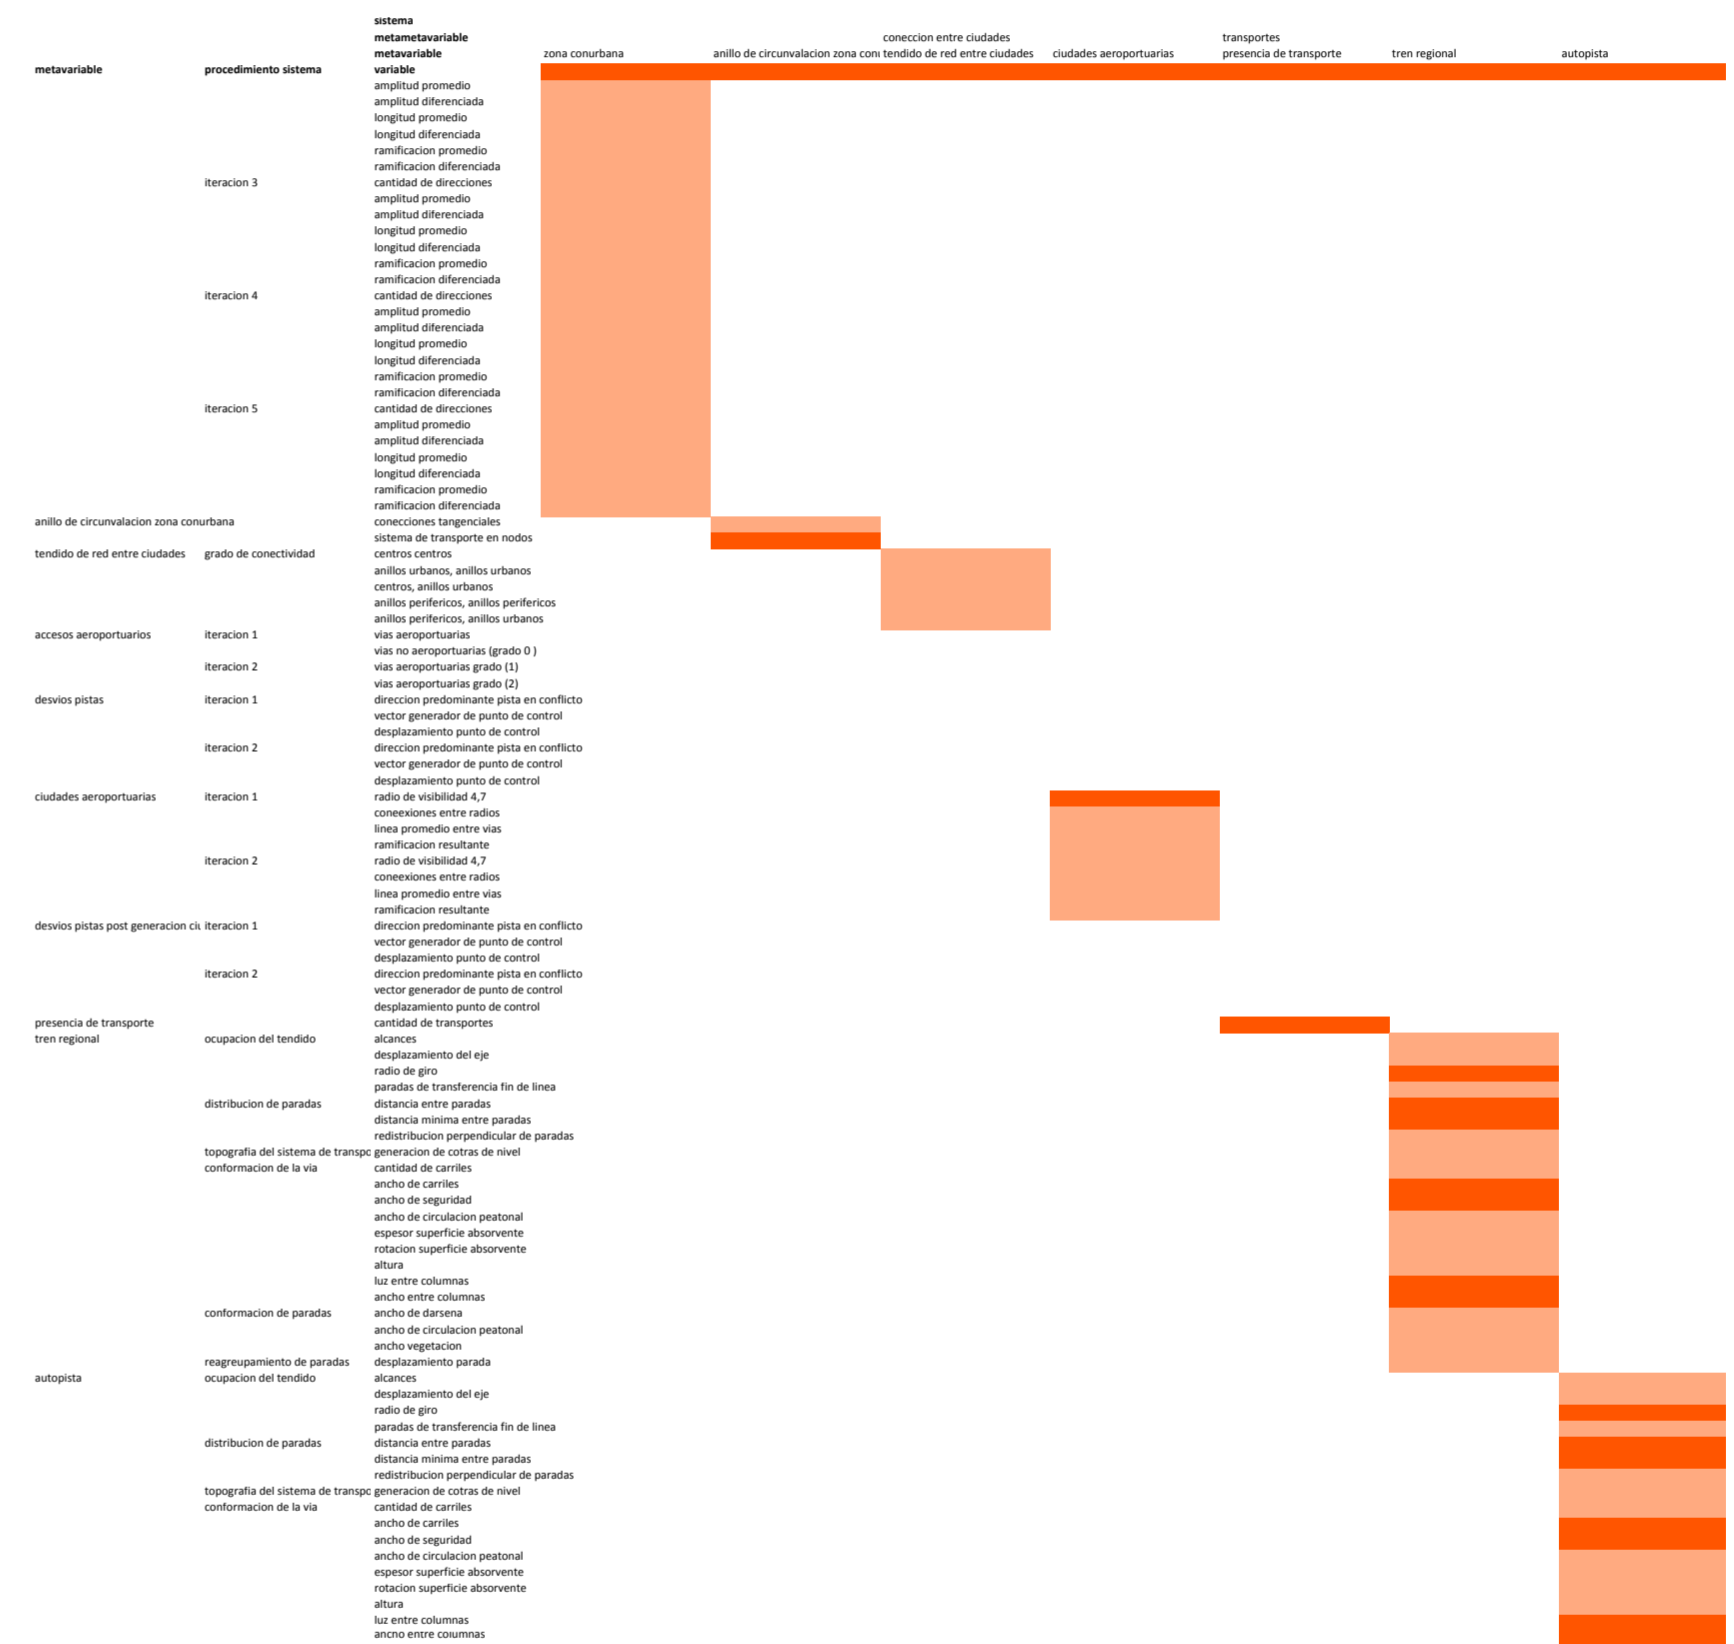 sistema
metametavariable coneccion entre ciudades transportes
metavariable zona conurbana anillo de circunvalacion zona conu tendido de red entre ciudades ciudades aeroportuarias presencia de transporte tren regional autopista
metavariable procedimiento sistema variable
amplitud promedio
amplitud diferenciada
longitud promedio
longitud diferenciada
ramificacion promedio
ramificacion diferenciada
iteracion 3 cantidad de direcciones
amplitud promedio
amplitud diferenciada
longitud promedio
longitud diferenciada
ramificacion promedio
ramificacion diferenciada
iteracion 4 cantidad de direcciones
amplitud promedio
amplitud diferenciada
longitud promedio
longitud diferenciada
ramificacion promedio
ramificacion diferenciada
iteracion 5 cantidad de direcciones
amplitud promedio
amplitud diferenciada
longitud promedio
longitud diferenciada
ramificacion promedio
ramificacion diferenciada
anillo de circunvalacion zona conurbana conecciones tangenciales
sistema de transporte en nodos
tendido de red entre ciudades grado de conectividad centros centros
anillos urbanos, anillos urbanos
centros, anillos urbanos
anillos perifericos, anillos perifericos
anillos perifericos, anillos urbanos
accesos aeroportuarios iteracion 1 vias aeroportuarias
vias no aeroportuarias (grado 0 )
iteracion 2 vias aeroportuarias grado (1)
vias aeroportuarias grado (2)
desvios pistas iteracion 1 direccion predominante pista en conflicto
vector generador de punto de control
desplazamiento punto de control
iteracion 2 direccion predominante pista en conflicto
vector generador de punto de control
desplazamiento punto de control
ciudades aeroportuarias iteracion 1 radio de visibilidad 4,7
coneexiones entre radios
linea promedio entre vias
ramificacion resultante
iteracion 2 radio de visibilidad 4,7
coneexiones entre radios
linea promedio entre vias
ramificacion resultante
desvios pistas post generacion ciu iteracion 1 direccion predominante pista en conflicto
vector generador de punto de control
desplazamiento punto de control
iteracion 2 direccion predominante pista en conflicto
vector generador de punto de control
desplazamiento punto de control
presencia de transporte cantidad de transportes
tren regional ocupacion del tendido alcances
desplazamiento del eje
radio de giro
paradas de transferencia fin de linea
distribucion de paradas distancia entre paradas
distancia minima entre paradas
redistribucion perpendicular de paradas
topografia del sistema de transpo generacion de cotras de nivel
conformacion de la via cantidad de carriles
ancho de carriles
ancho de seguridad
ancho de circulacion peatonal
espesor superficie absorvente
rotacion superficie absorvente
altura
luz entre columnas
ancho entre columnas
conformacion de paradas ancho de darsena
ancho de circulacion peatonal
ancho vegetacion
reagreupamiento de paradas desplazamiento parada
autopista ocupacion del tendido alcances
desplazamiento del eje
radio de giro
paradas de transferencia fin de linea
distribucion de paradas distancia entre paradas
distancia minima entre paradas
redistribucion perpendicular de paradas
topografia del sistema de transpo generacion de cotras de nivel
conformacion de la via cantidad de carriles
ancho de carriles
ancho de seguridad
ancho de circulacion peatonal
espesor superficie absorvente
rotacion superficie absorvente
altura
luz entre columnas
ancho entre columnas